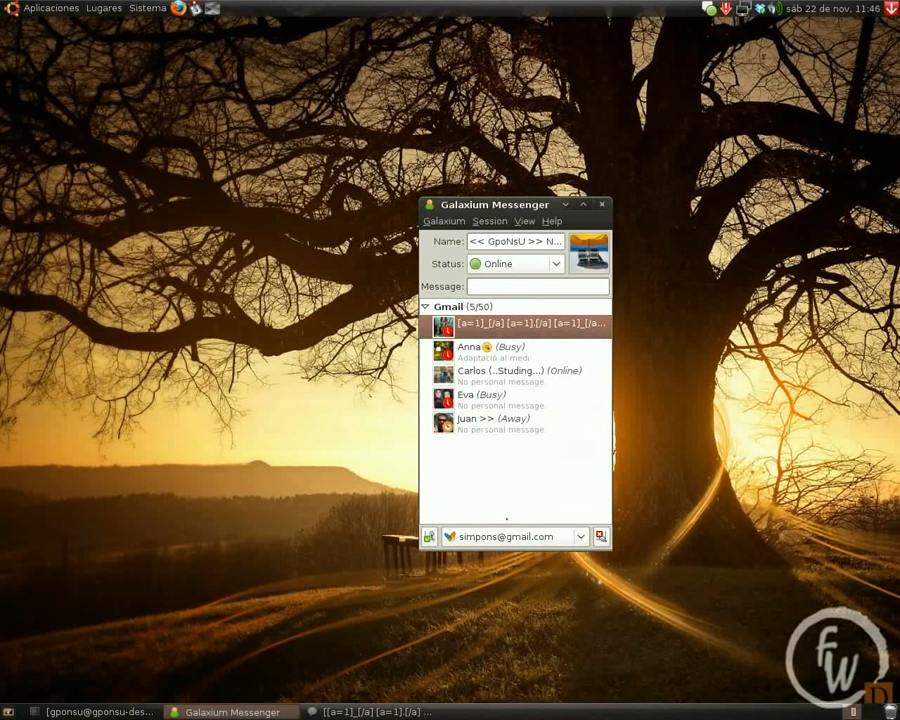 Aplicaciones Lugares Sistema sáb 22 de nov, 11:46
Galaxium Messenger
Galaxium Session View Help
Name: << GpoNsU >> N...
Status: Online
Message:
Gmail (5/50)
[a=1]_[/a] [a=1].[/a] [a=1]_[/a...
Anna (Busy)
Adaptació al medi
Carlos (..Studing...) (Online)
No personal message.
Eva (Busy)
No personal message.
Juan >> (Away)
No personal message.
simpons@gmail.com
fw
D
[gponsu@gponsu-des... Galaxium Messenger [[a=1]_[/a] [a=1].[/a] ...